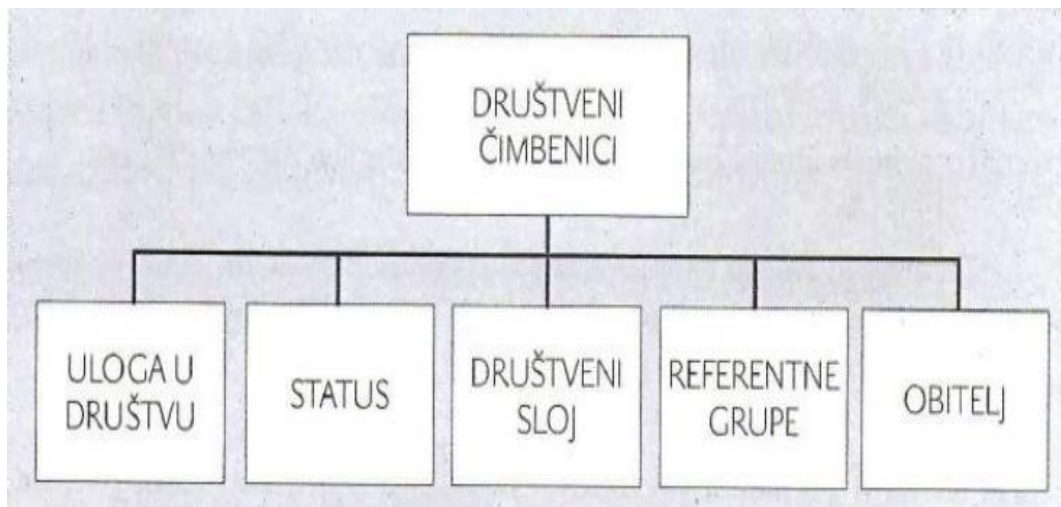 DRUŠTVENI
ČIMBENICI
ULOGA U
DRUŠTVU
STATUS
DRUŠTVENI
SLOJ
REFERENTNE
GRUPE
OBITELJ